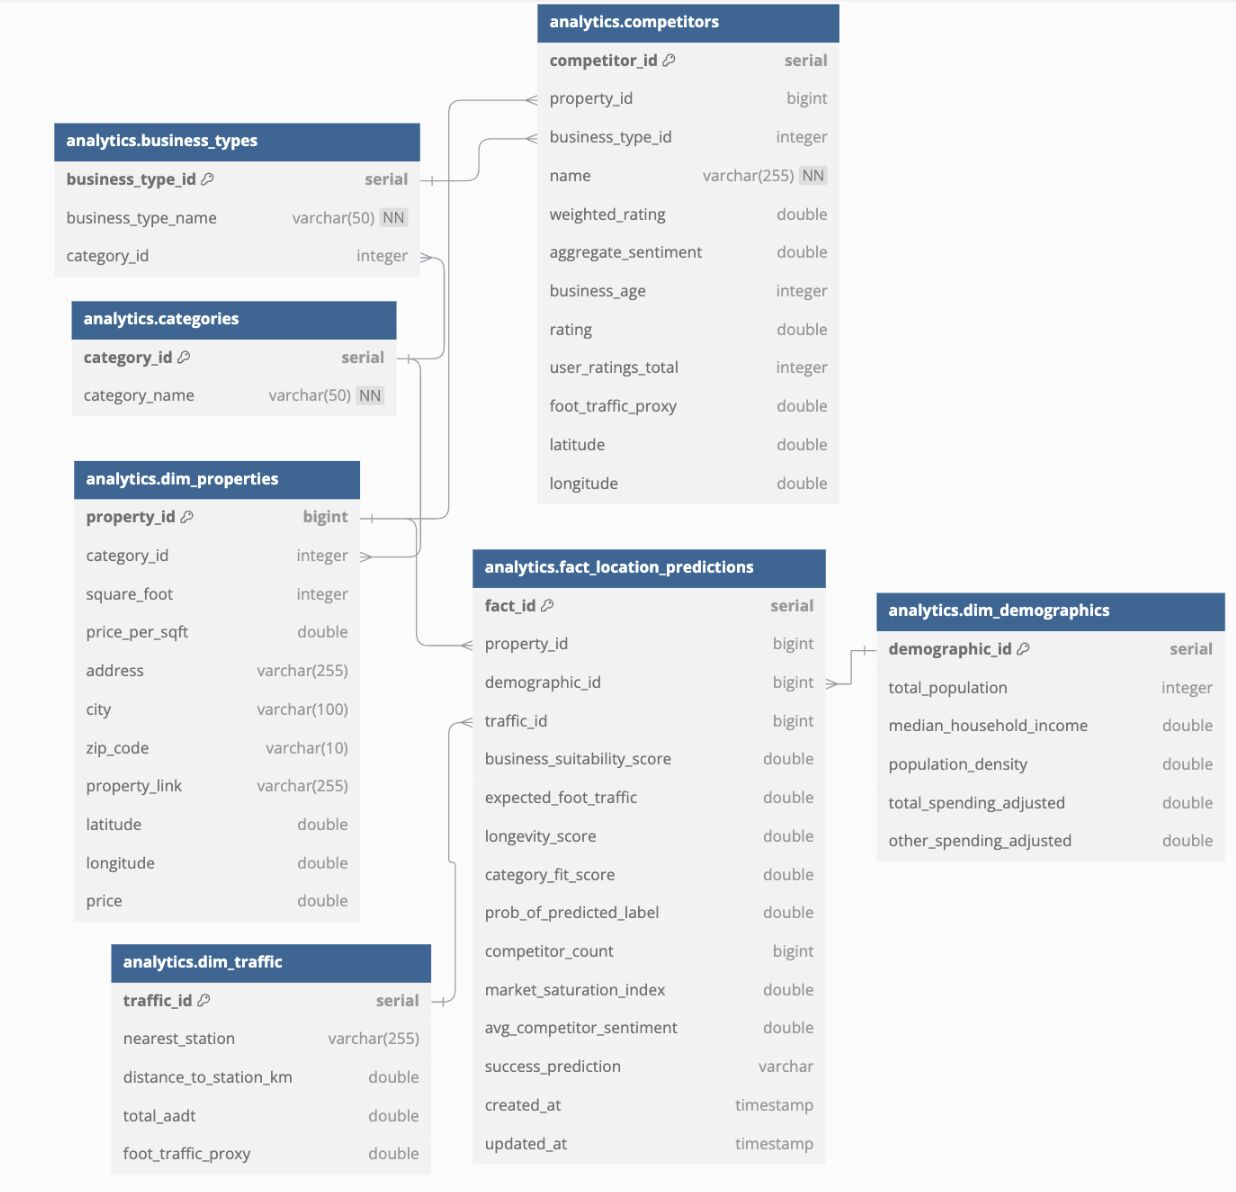 analytics.competitors
competitor_id serial
property_id bigint
business_type_id integer
name varchar(255) NN
weighted_rating double
aggregate_sentiment double
business_age integer
rating double
user_ratings_total integer
foot_traffic_proxy double
latitude double
longitude double
analytics.business_types
business_type_id serial
business_type_name varchar(50) NN
category_id integer
analytics.categories
category_id serial
category_name varchar(50) NN
analytics.dim_properties
property_id bigint
category_id integer
square_foot integer
price_per_sqft double
address varchar(255)
city varchar(100)
zip_code varchar(10)
property_link varchar(255)
latitude double
longitude double
price double
analytics.fact_location_predictions
fact_id serial
property_id bigint
demographic_id bigint
traffic_id bigint
business_suitability_score double
expected_foot_traffic double
longevity_score double
category_fit_score double
prob_of_predicted_label double
competitor_count bigint
market_saturation_index double
avg_competitor_sentiment double
success_prediction varchar
created_at timestamp
updated_at timestamp
analytics.dim_demographics
demographic_id serial
total_population integer
median_household_income double
population_density double
total_spending_adjusted double
other_spending_adjusted double
analytics.dim_traffic
traffic_id serial
nearest_station varchar(255)
distance_to_station_km double
total_aadt double
foot_traffic_proxy double